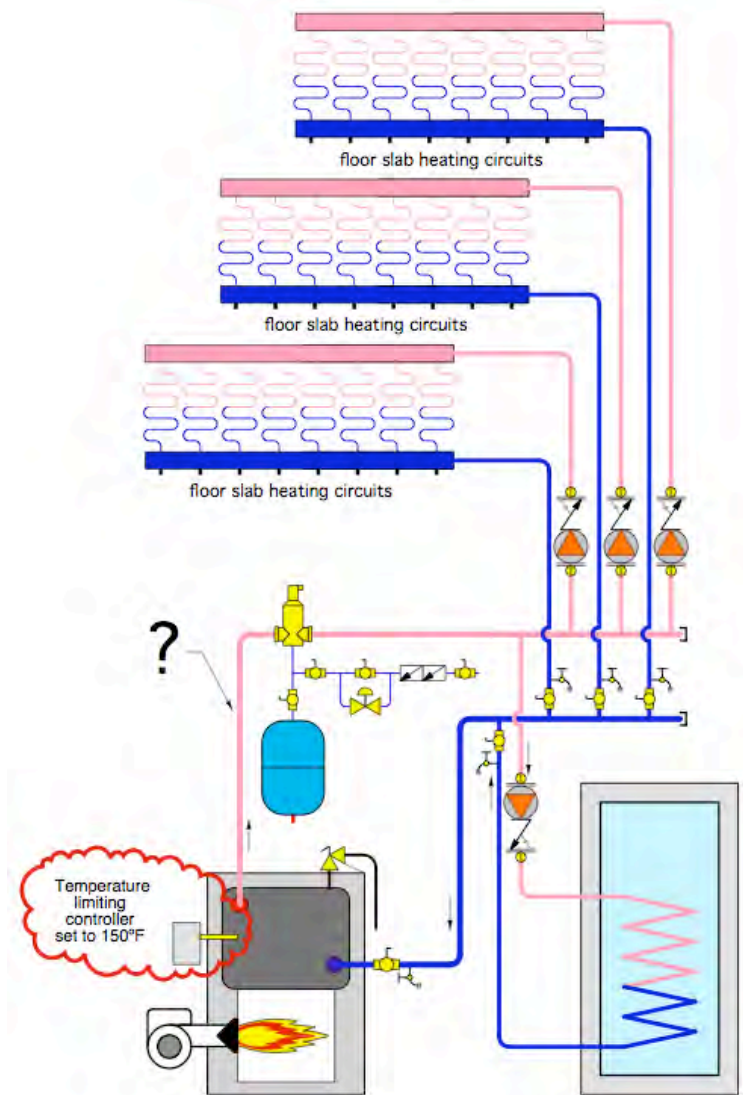 floor slab heating circuits
floor slab heating circuits
floor slab heating circuits
?
Temperature
limiting
controller
set to 150ºF